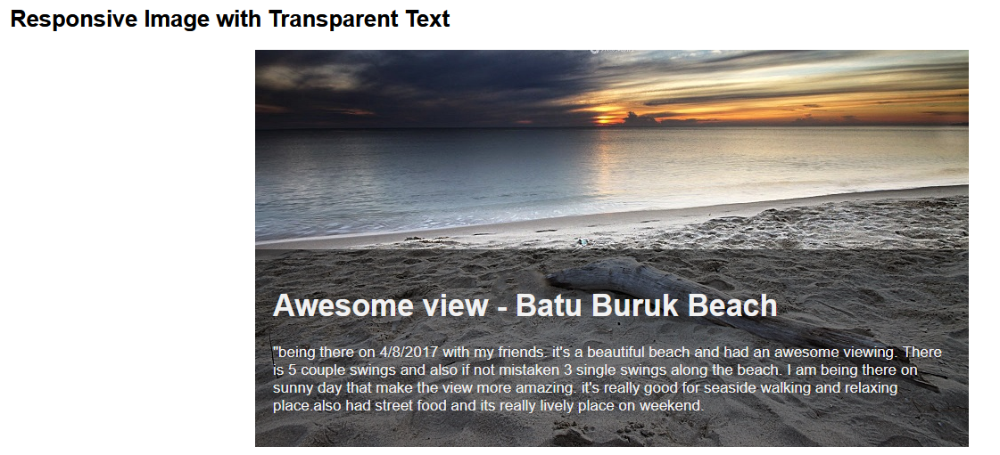 Responsive Image with Transparent Text
Awesome view - Batu Buruk Beach
"being there on 4/8/2017 with my friends. it's a beautiful beach and had an awesome viewing. There
is 5 couple swings and also if not mistaken 3 single swings along the beach. I am being there on
sunny day that make the view more amazing. it's really good for seaside walking and relaxing
place.also had street food and its really lively place on weekend.